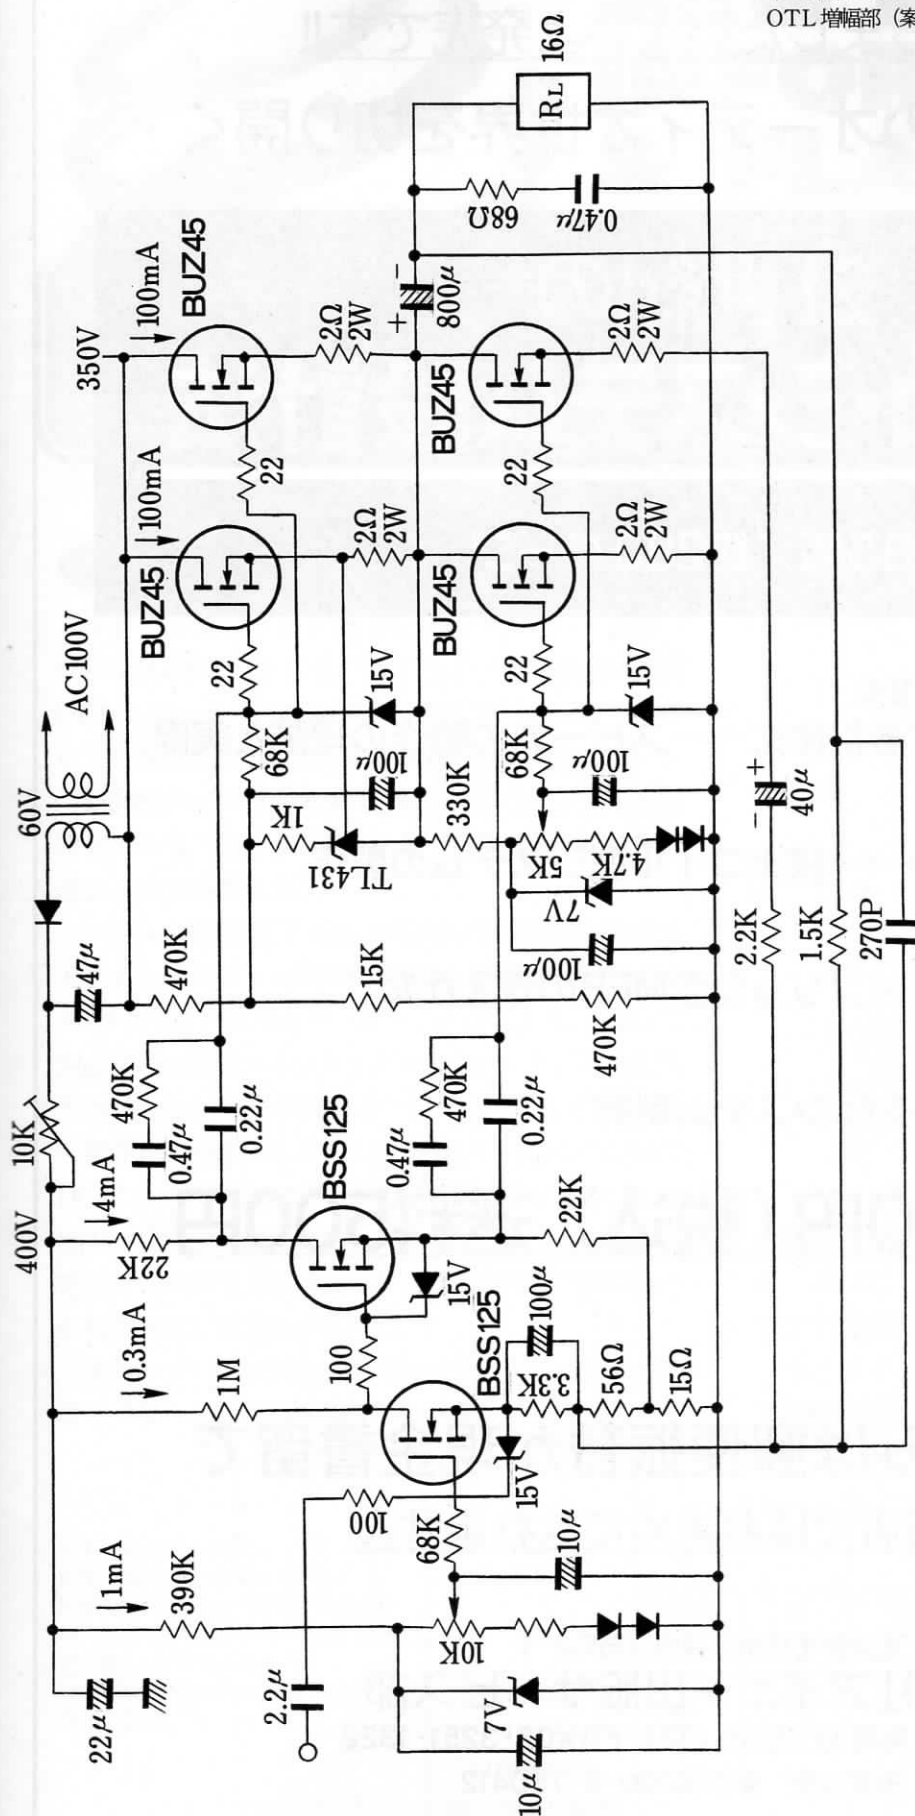 OTL増幅部（案
RL
16Ω
68Ω
0.47μ
350V
100mA
BUZ45
2Ω
2W
+
−
800μ
BUZ45
2Ω
2W
22
22
100mA
BUZ45
2Ω
2W
BUZ45
2Ω
2W
22
22
AC100V
60V
15V
15V
68K
100μ
68K
100μ
1K
TL431
330K
5K
4.7K
7V
100μ
+
−
40μ
2.2K
1.5K
270P
47μ
470K
15K
470K
10K
470K
0.47μ
0.22μ
470K
0.47μ
0.22μ
400V
4mA
22K
BSS125
15V
22K
0.3mA
1M
100
BSS125
100μ
3.3K
56Ω
15Ω
15V
100
68K
10μ
1mA
390K
10K
22μ
2.2μ
7V
10μ